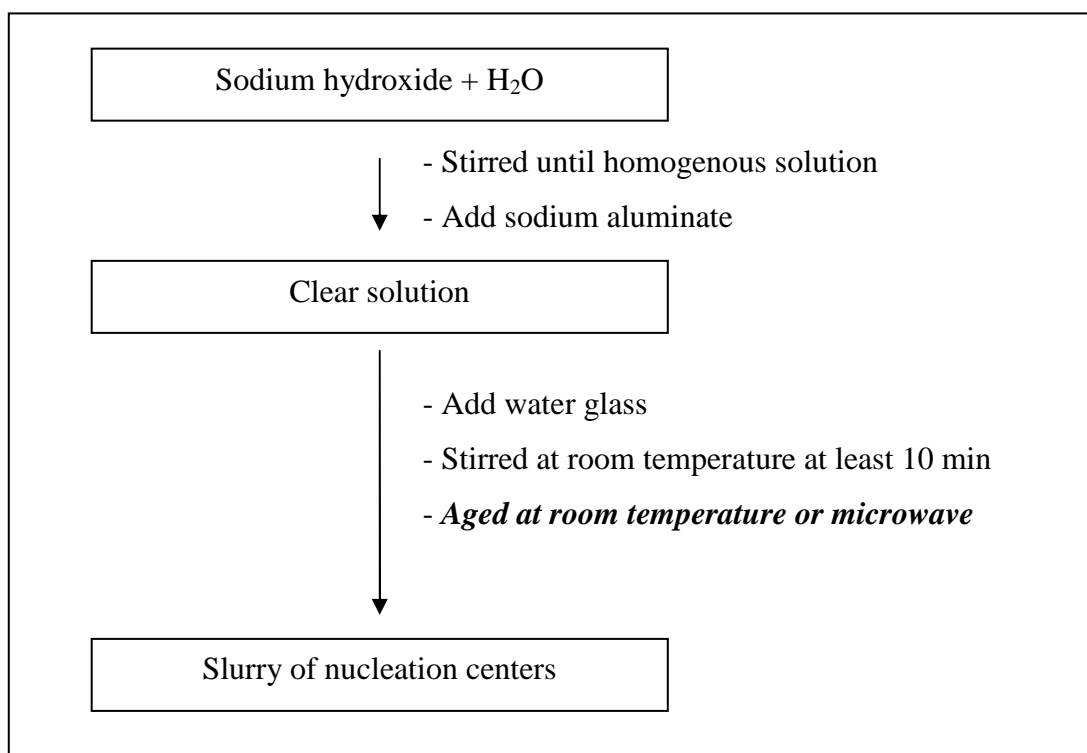 Sodium hydroxide + H₂O
- Stirred until homogenous solution
- Add sodium aluminate
Clear solution
- Add water glass
- Stirred at room temperature at least 10 min
- Aged at room temperature or microwave
Slurry of nucleation centers